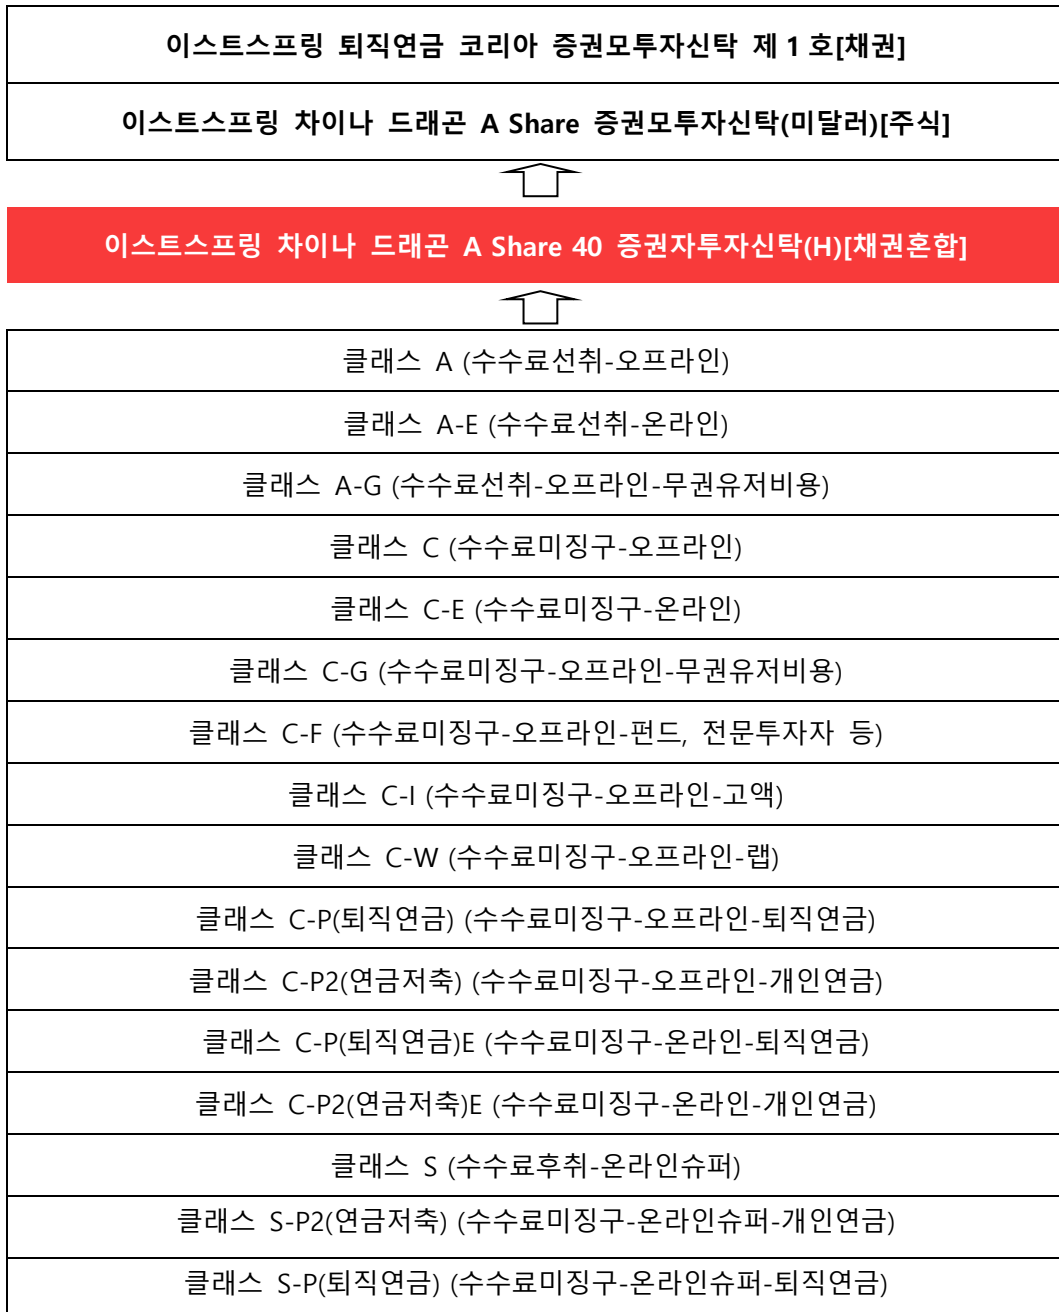 이스트스프링 퇴직연금 코리아 증권모투자신탁 제 1 호[채권]
이스트스프링 차이나 드래곤 A Share 증권모투자신탁(미달러)[주식]
이스트스프링 차이나 드래곤 A Share 40 증권자투자신탁(H)[채권혼합]
클래스 A (수수료선취-오프라인)
클래스 A-E (수수료선취-온라인)
클래스 A-G (수수료선취-오프라인-무권유저비용)
클래스 C (수수료미징구-오프라인)
클래스 C-E (수수료미징구-온라인)
클래스 C-G (수수료미징구-오프라인-무권유저비용)
클래스 C-F (수수료미징구-오프라인-펀드, 전문투자자 등)
클래스 C-I (수수료미징구-오프라인-고액)
클래스 C-W (수수료미징구-오프라인-랩)
클래스 C-P(퇴직연금) (수수료미징구-오프라인-퇴직연금)
클래스 C-P2(연금저축) (수수료미징구-오프라인-개인연금)
클래스 C-P(퇴직연금)E (수수료미징구-온라인-퇴직연금)
클래스 C-P2(연금저축)E (수수료미징구-온라인-개인연금)
클래스 S (수수료후취-온라인슈퍼)
클래스 S-P2(연금저축) (수수료미징구-온라인슈퍼-개인연금)
클래스 S-P(퇴직연금) (수수료미징구-온라인슈퍼-퇴직연금)